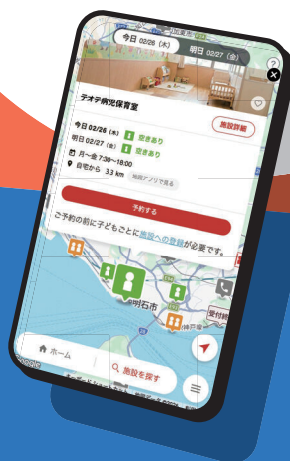 今日 02/26（木）
明日 02/27（金）
?
テオテ病児保育室
施設詳細
今日 02/26（木） 空きあり
明日 02/27（金） 空きあり
月〜金 7:30〜18:00
自宅から 33 km 地図アプリで見る
予約する
ご予約の前に子どもごとに施設への登録が必要です。
明石市
受付終
ホーム
施設を探す